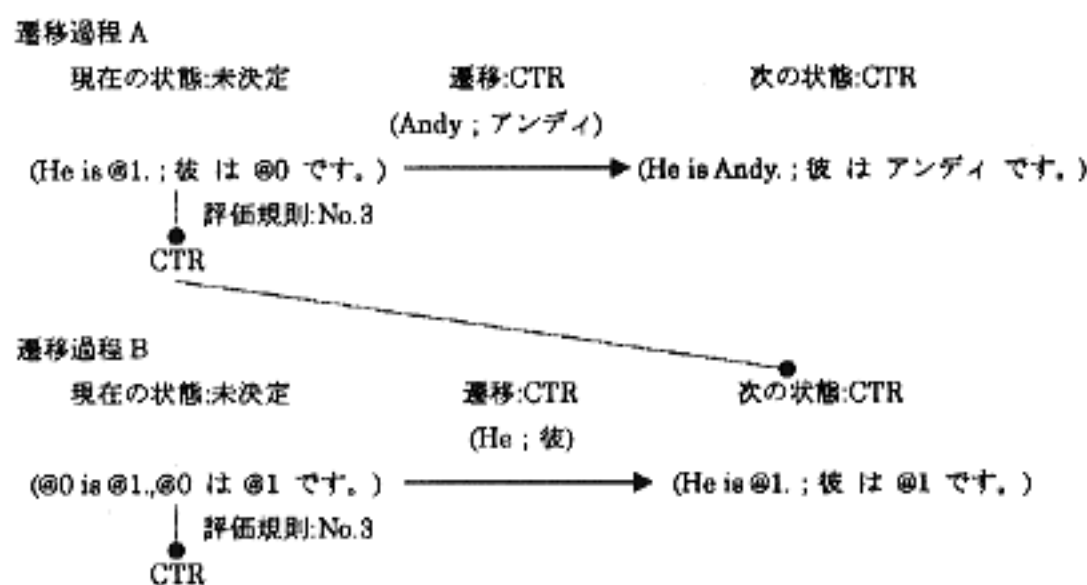 遷移過程 A
現在の状態:未決定 遷移:CTR 次の状態:CTR
(Andy ; アンディ)
(He is @1. ; 彼 は @0 です。) (He is Andy. ; 彼 は アンディ です。)
評価規則:No.3
CTR
遷移過程 B
現在の状態:未決定 遷移:CTR 次の状態:CTR
(He ; 彼)
(@0 is @1.,@0 は @1 です。) (He is @1. ; 彼 は @1 です。)
評価規則:No.3
CTR